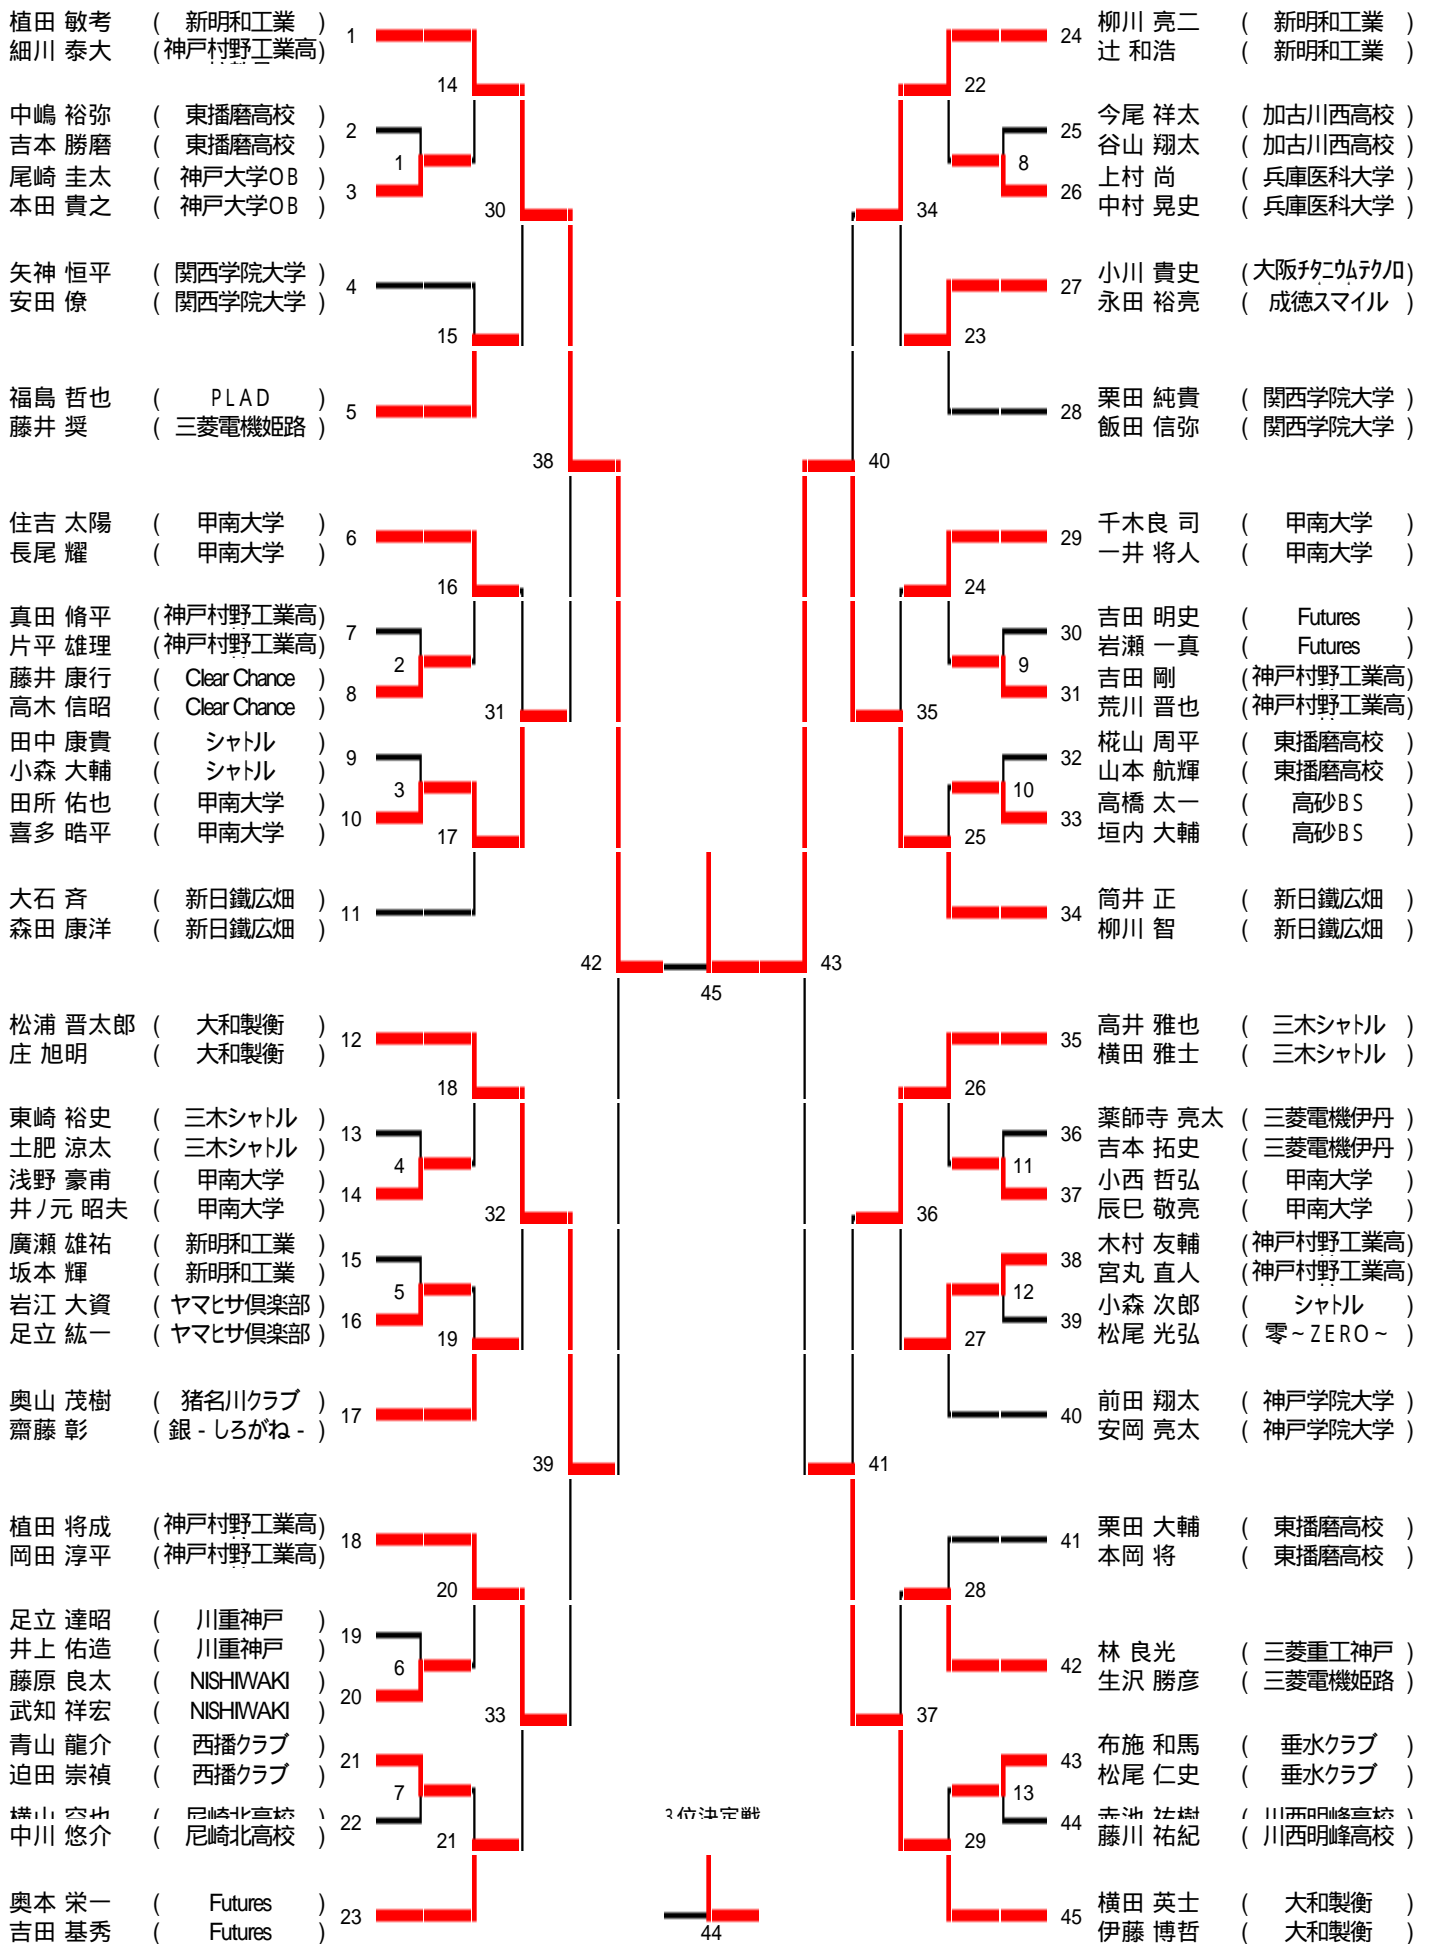 植田 敏考 ( 新明和工業 ) 1
細川 泰大 (神戸村野工業高)
中嶋 裕弥 ( 東播磨高校 ) 2
吉本 勝磨 ( 東播磨高校 )
尾崎 圭太 ( 神戸大学OB ) 3
本田 貴之 ( 神戸大学OB )
矢神 恒平 ( 関西学院大学 ) 4
安田 僚 ( 関西学院大学 )
福島 哲也 ( PLAD ) 5
藤井 奨 ( 三菱電機姫路 )
住吉 太陽 ( 甲南大学 ) 6
長尾 耀 ( 甲南大学 )
真田 脩平 (神戸村野工業高) 7
片平 雄理 (神戸村野工業高)
藤井 康行 ( Clear Chance ) 8
高木 信昭 ( Clear Chance )
田中 康貴 ( シャトル ) 9
小森 大輔 ( シャトル )
田所 佑也 ( 甲南大学 ) 10
喜多 晧平 ( 甲南大学 )
大石 斉 ( 新日鐵広畑 ) 11
森田 康洋 ( 新日鐵広畑 )
松浦 晋太郎 ( 大和製衡 ) 12
庄 旭明 ( 大和製衡 )
東崎 裕史 ( 三木シャトル ) 13
土肥 涼太 ( 三木シャトル )
浅野 豪甫 ( 甲南大学 ) 14
井ノ元 昭夫 ( 甲南大学 )
廣瀬 雄祐 ( 新明和工業 ) 15
坂本 輝 ( 新明和工業 )
岩江 大資 ( ヤマヒサ倶楽部 ) 16
足立 紘一 ( ヤマヒサ倶楽部 )
奥山 茂樹 ( 猪名川クラブ ) 17
齋藤 彰 ( 銀 - しろがね - )
植田 将成 (神戸村野工業高) 18
岡田 淳平 (神戸村野工業高)
足立 達昭 ( 川重神戸 ) 19
井上 佑造 ( 川重神戸 )
藤原 良太 ( NISHIWAKI ) 20
武知 祥宏 ( NISHIWAKI )
青山 龍介 ( 西播クラブ ) 21
迫田 崇禎 ( 西播クラブ )
( 尼崎北高校 ) 22
中川 悠介 ( 尼崎北高校 )
奥本 栄一 ( Futures ) 23
吉田 基秀 ( Futures )
14
1
30
15
38
16
2
31
3
17
42
18
4
32
5
19
39
20
6
33
7
21
45
3位決定戦
44
22
8
34
23
40
24
9
35
10
25
43
26
11
36
12
27
41
28
37
13
29
24 柳川 亮二 ( 新明和工業 )
辻 和浩 ( 新明和工業 )
25 今尾 祥太 ( 加古川西高校 )
谷山 翔太 ( 加古川西高校 )
26 上村 尚 ( 兵庫医科大学 )
中村 晃史 ( 兵庫医科大学 )
27 小川 貴史 (大阪チタニウムテクノロ)
永田 裕亮 ( 成徳スマイル )
28 栗田 純貴 ( 関西学院大学 )
飯田 信弥 ( 関西学院大学 )
29 千木良 司 ( 甲南大学 )
一井 将人 ( 甲南大学 )
30 吉田 明史 ( Futures )
岩瀬 一真 ( Futures )
31 吉田 剛 (神戸村野工業高)
荒川 晋也 (神戸村野工業高)
32 椛山 周平 ( 東播磨高校 )
山本 航輝 ( 東播磨高校 )
33 高橋 太一 ( 高砂BS )
垣内 大輔 ( 高砂BS )
34 筒井 正 ( 新日鐵広畑 )
柳川 智 ( 新日鐵広畑 )
35 高井 雅也 ( 三木シャトル )
横田 雅士 ( 三木シャトル )
36 薬師寺 亮太 ( 三菱電機伊丹 )
吉本 拓史 ( 三菱電機伊丹 )
37 小西 哲弘 ( 甲南大学 )
辰巳 敬亮 ( 甲南大学 )
38 木村 友輔 (神戸村野工業高)
宮丸 直人 (神戸村野工業高)
39 小森 次郎 ( シャトル )
松尾 光弘 ( 零~ZERO~ )
40 前田 翔太 ( 神戸学院大学 )
安岡 亮太 ( 神戸学院大学 )
41 栗田 大輔 ( 東播磨高校 )
本岡 将 ( 東播磨高校 )
42 林 良光 ( 三菱重工神戸 )
生沢 勝彦 ( 三菱電機姫路 )
43 布施 和馬 ( 垂水クラブ )
松尾 仁史 ( 垂水クラブ )
44 ( 川西明峰高校 )
藤川 祐紀 ( 川西明峰高校 )
45 横田 英士 ( 大和製衡 )
伊藤 博哲 ( 大和製衡 )